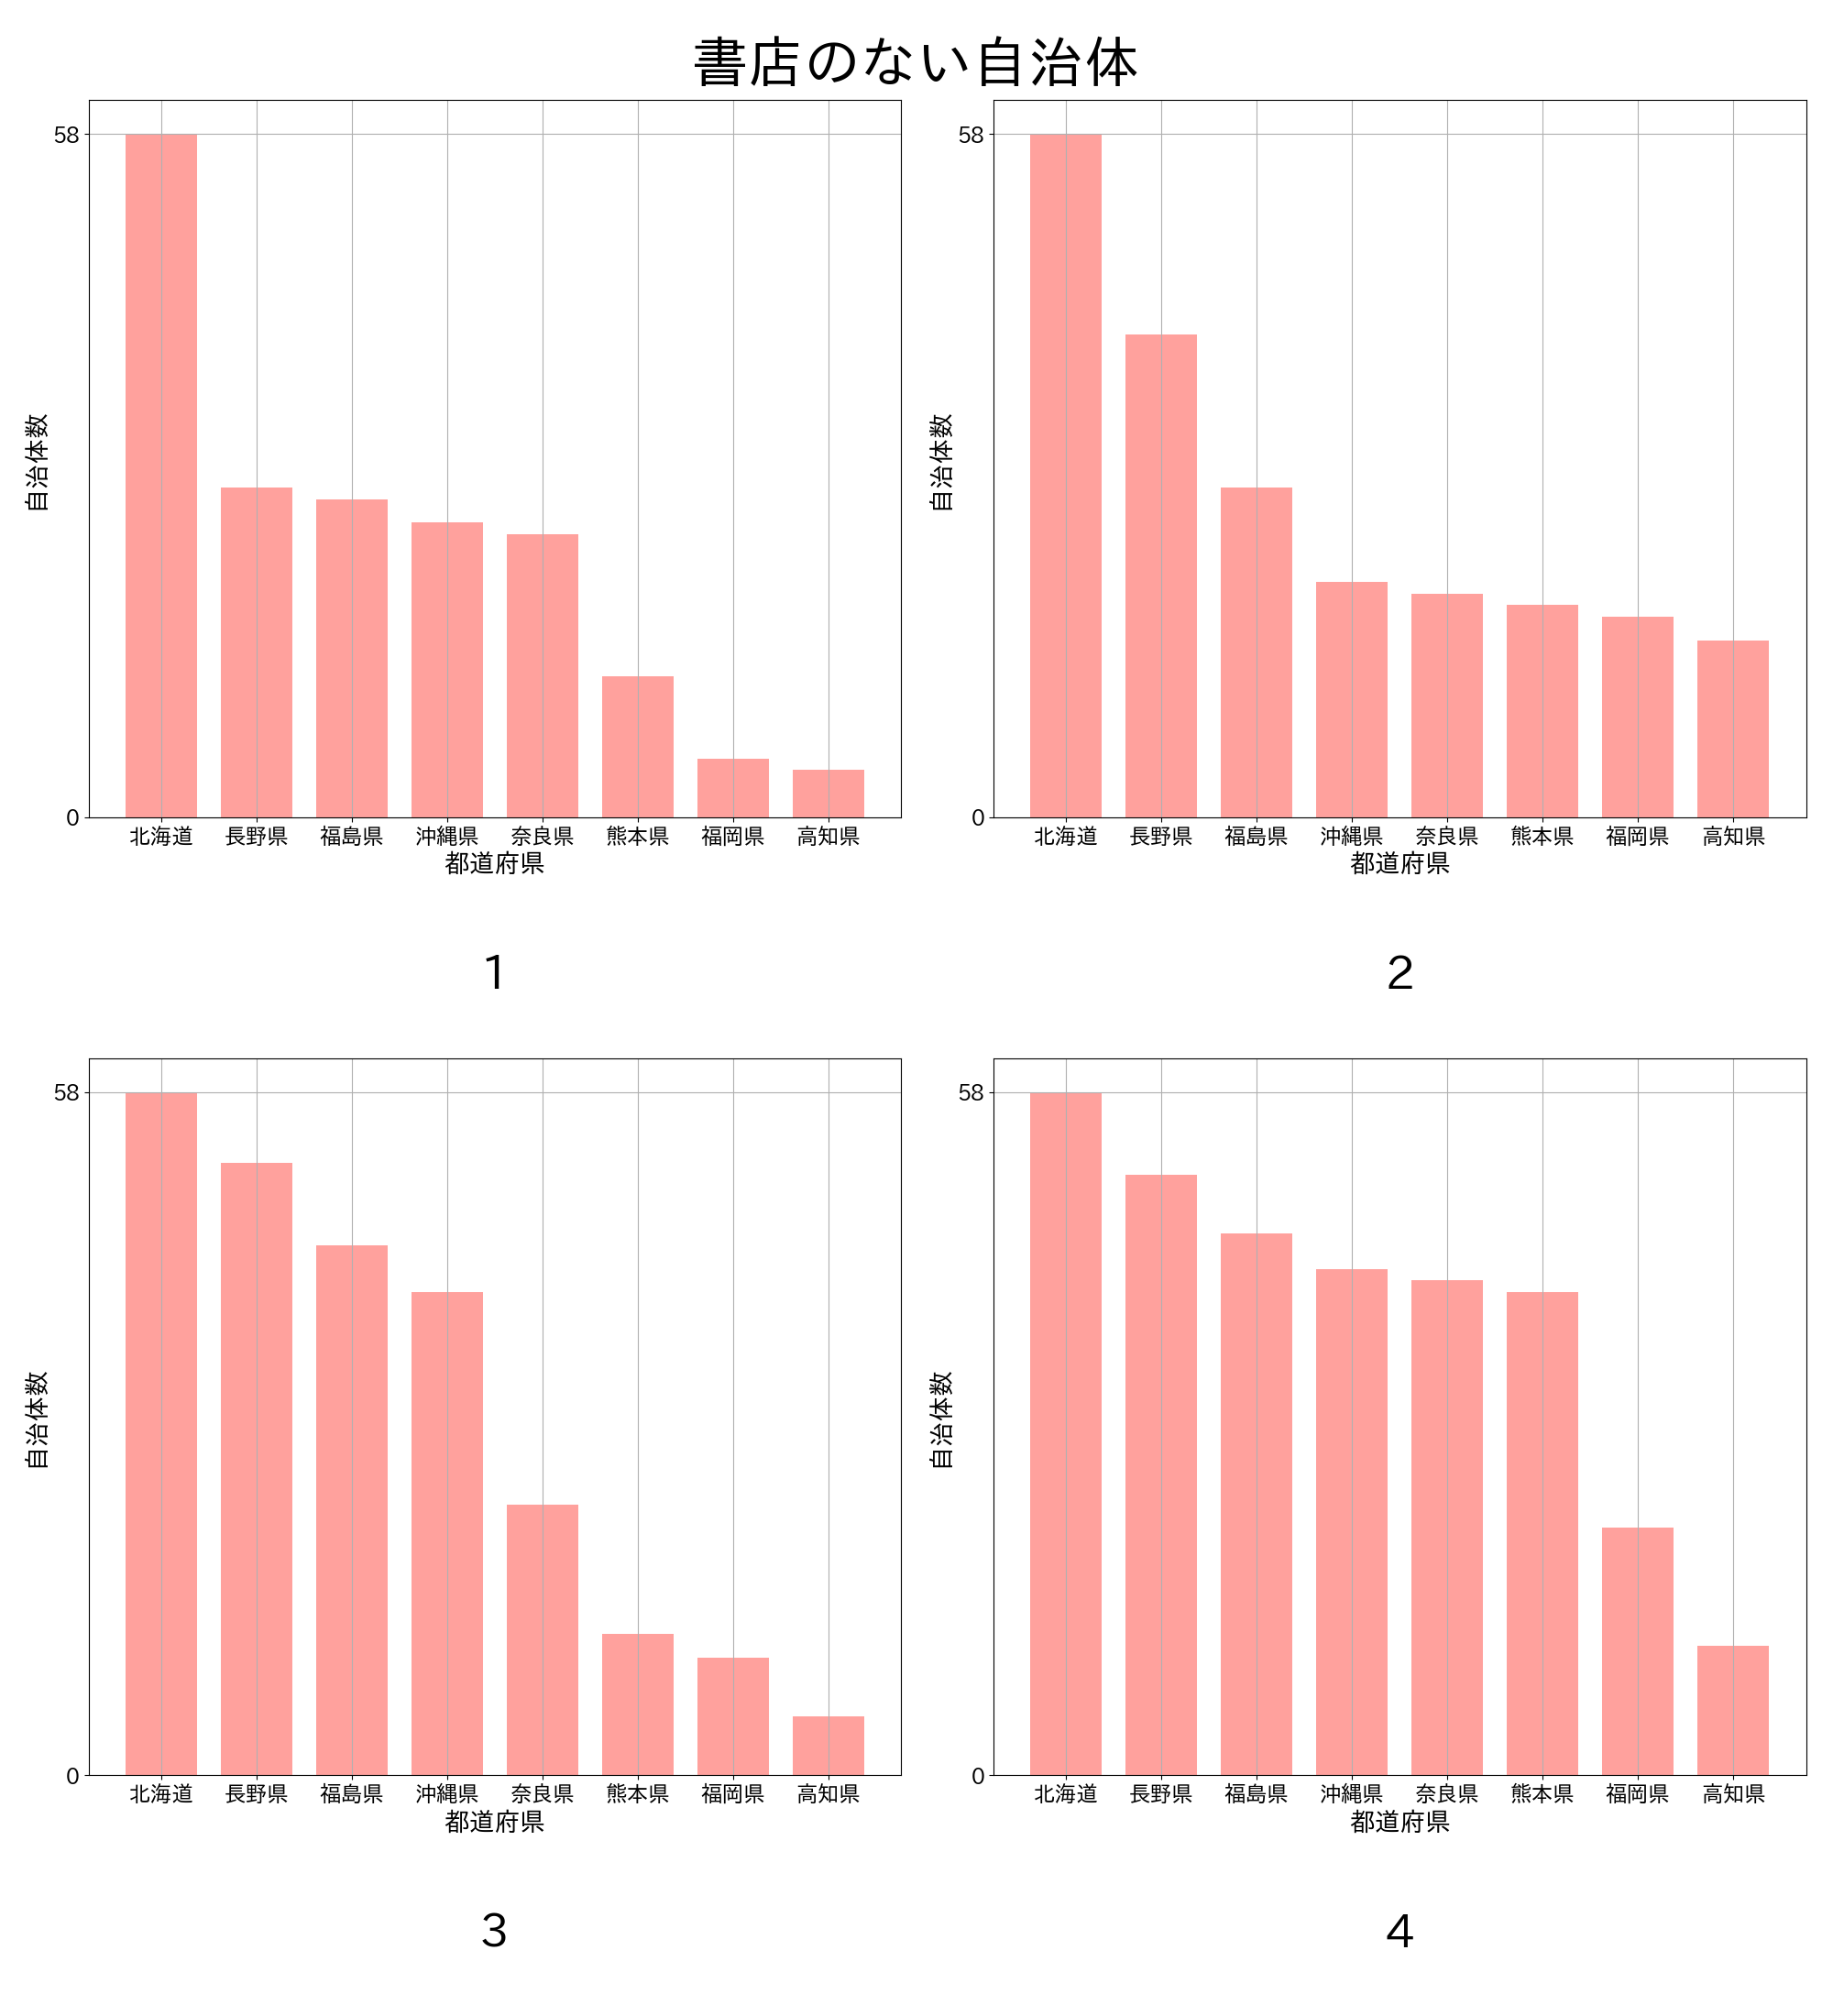 書店のない自治体
58
0
自治体数
北海道 長野県 福島県 沖縄県 奈良県 熊本県 福岡県 高知県
都道府県
1
58
0
自治体数
北海道 長野県 福島県 沖縄県 奈良県 熊本県 福岡県 高知県
都道府県
2
58
0
自治体数
北海道 長野県 福島県 沖縄県 奈良県 熊本県 福岡県 高知県
都道府県
3
58
0
自治体数
北海道 長野県 福島県 沖縄県 奈良県 熊本県 福岡県 高知県
都道府県
4